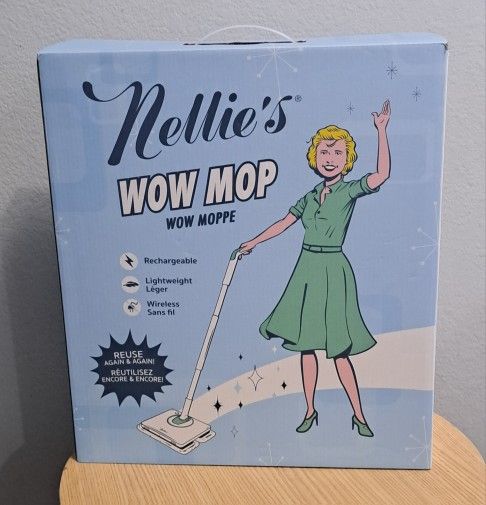 Nellie's®
WOW MOP
WOW MOPPE
Rechargeable
Lightweight
Léger
Wireless
Sans fil
REUSE
AGAIN & AGAIN!
RÉUTILISEZ
ENCORE & ENCORE!